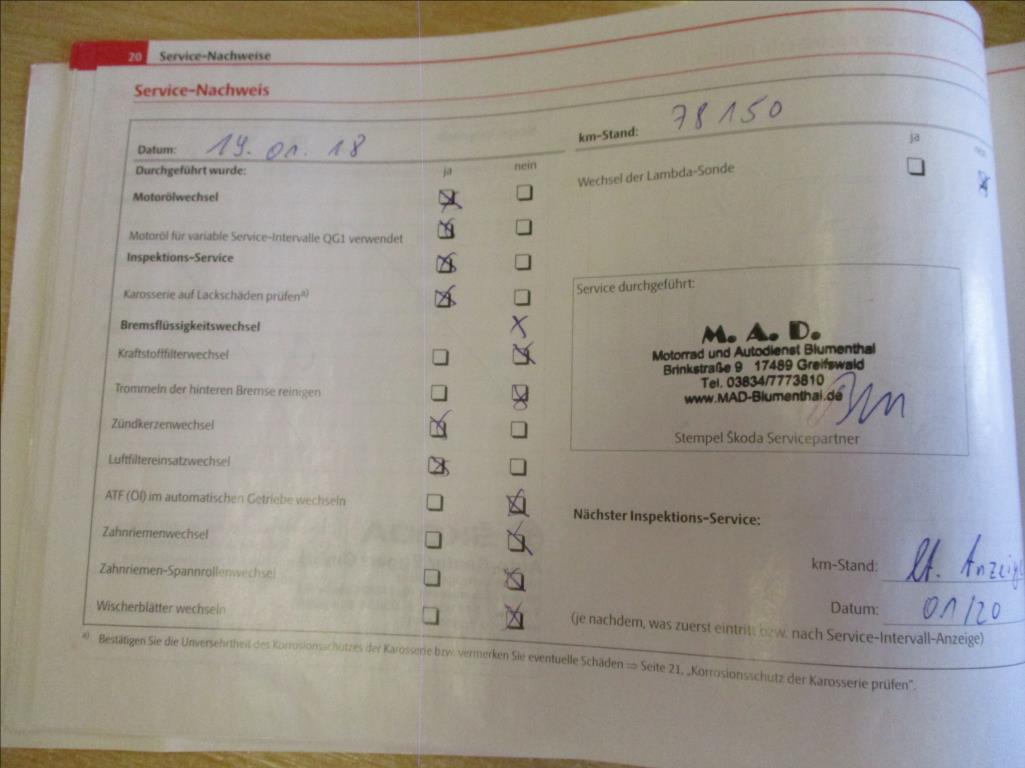 20 Service-Nachweise
Service-Nachweis
Datum: 19. 01. 18
km-Stand: 78150
Durchgeführt wurde: ja nein
ja nein
Motorölwechsel
Wechsel der Lambda-Sonde
Motoröl für variable Service-Intervalle QG1 verwendet
Inspektions-Service
Karosserie auf Lackschäden prüfen a)
Bremsflüssigkeitswechsel
Kraftstofffilterwechsel
Trommeln der hinteren Bremse reinigen
Zündkerzenwechsel
Luftfiltereinsatzwechsel
ATF (Öl) im automatischen Getriebe wechseln
Zahnriemenwechsel
Zahnriemen-Spannrollenwechsel
Wischerblätter wechseln
Service durchgeführt:
M. A. D.
Motorrad und Autodienst Blumenthal
Brinkstraße 9 17489 Greifswald
Tel. 03834/7773810
www.MAD-Blumenthal.de
Stempel Škoda Servicepartner
Nächster Inspektions-Service:
km-Stand: lt. Anzeige
Datum: 01/20
(je nachdem, was zuerst eintritt bzw. nach Service-Intervall-Anzeige)
a) Bestätigen Sie die Unversehrtheit des Korrosionsschutzes der Karosserie bzw. vermerken Sie eventuelle Schäden ⇒ Seite 21, „Korrosionsschutz der Karosserie prüfen“.